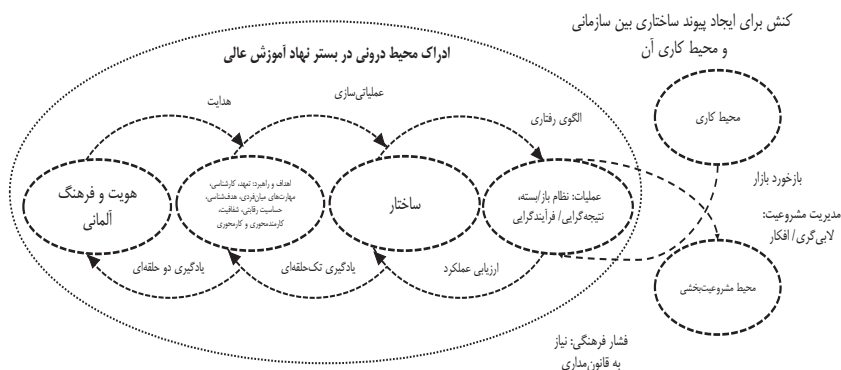 کنش برای ایجاد پیوند ساختاری بین سازمانی
و محیط کاری آن
ادراک محیط درونی در بستر نهاد آموزش عالی
هدایت
عملیاتی‌سازی
الگوی رفتاری
محیط کاری
بازخورد بازار
هویت و فرهنگ
آلمانی
اهداف و راهبرد: تعهد، کارشناسی،
مهارت‌های میان‌فردی، هدف‌شناسی،
حساسیت رقابتی، شفافیت،
کارمندمحوری و کارمحوری
ساختار
عملیات: نظام باز/بسته،
نتیجه‌گرایی/ فرآیندگرایی
مدیریت مشروعیت:
لابی‌گری/ افکار
محیط مشروعیت‌بخشی
یادگیری دو حلقه‌ای
یادگیری تک‌حلقه‌ای
ارزیابی عملکرد
فشار فرهنگی: نیاز
به قانون‌مداری